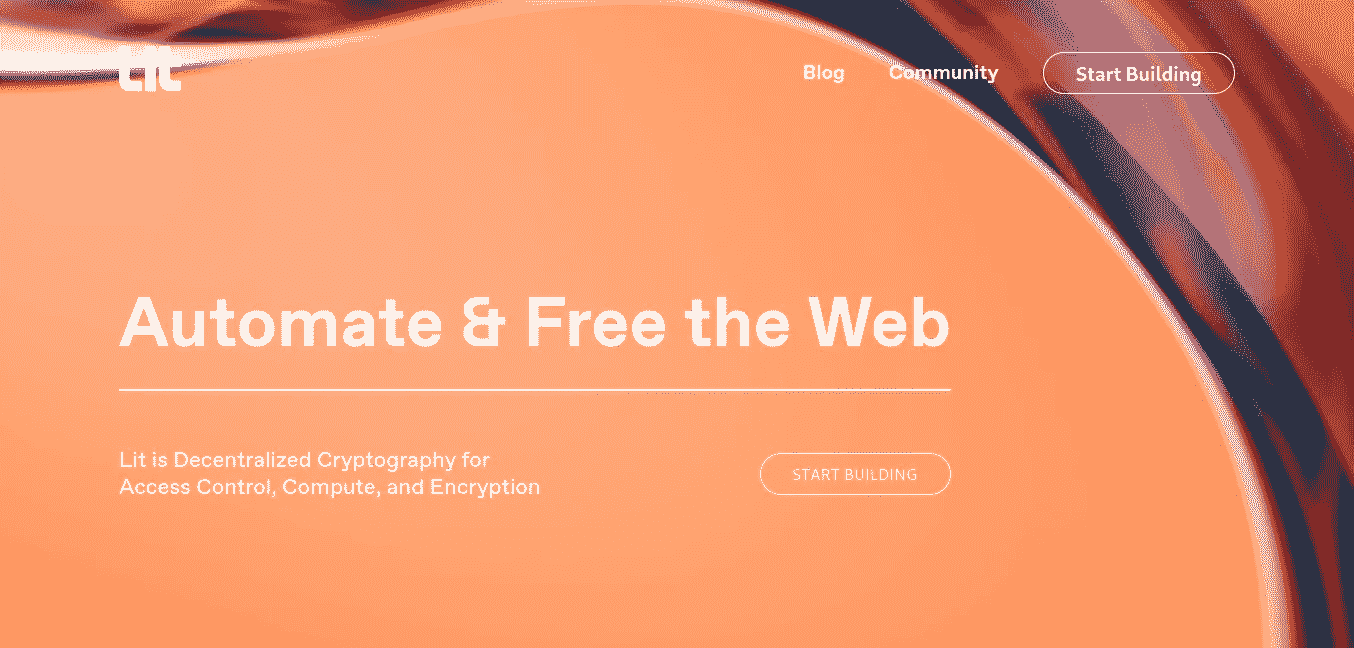 Lit
Blog
Community
Start Building
Automate & Free the Web
Lit is Decentralized Cryptography for
Access Control, Compute, and Encryption
START BUILDING